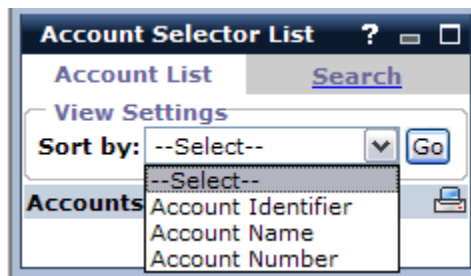 Account Selector List ?
Account List Search
View Settings
Sort by: --Select-- Go
--Select--
Accounts
Account Identifier
Account Name
Account Number